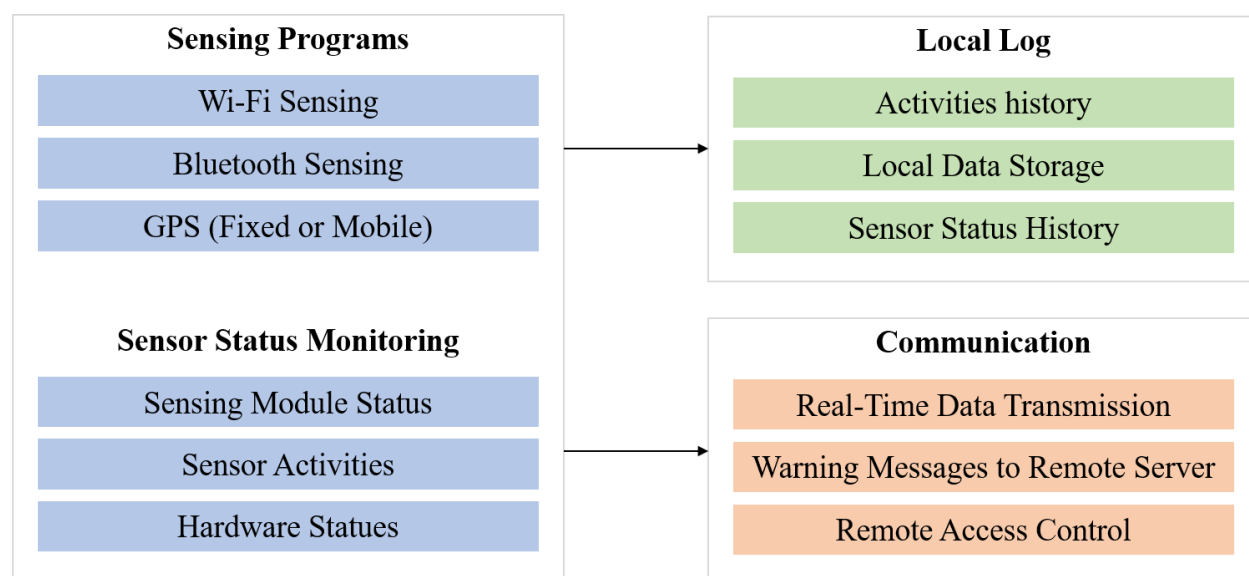 Sensing Programs
Wi-Fi Sensing
Bluetooth Sensing
GPS (Fixed or Mobile)
Sensor Status Monitoring
Sensing Module Status
Sensor Activities
Hardware Statues
Local Log
Activities history
Local Data Storage
Sensor Status History
Communication
Real-Time Data Transmission
Warning Messages to Remote Server
Remote Access Control